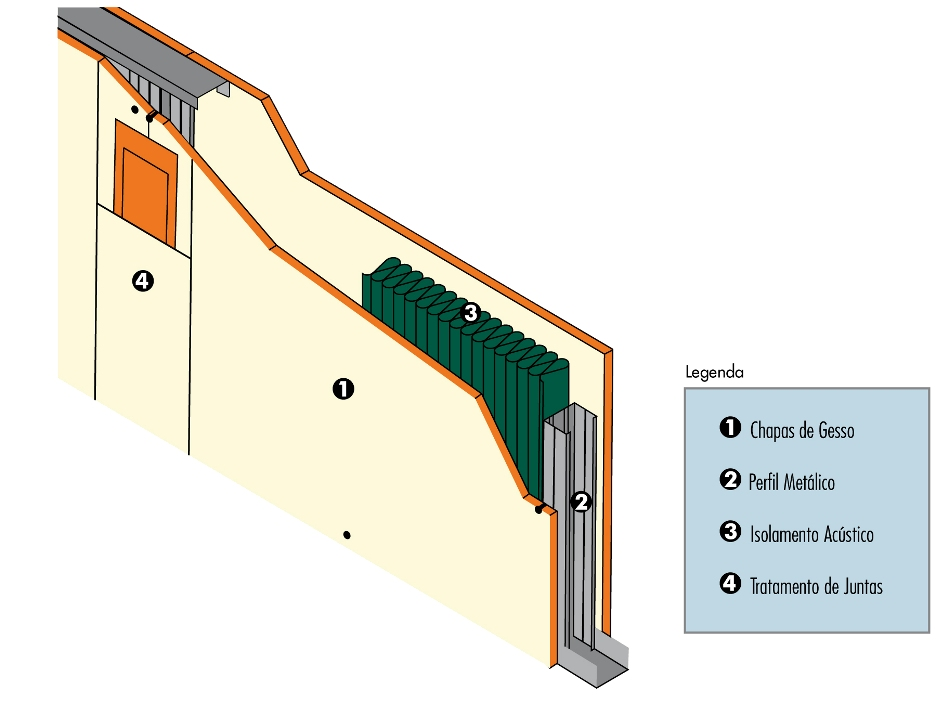 4
3
1
2
Legenda
1 Chapas de Gesso
2 Perfil Metálico
3 Isolamento Acústico
4 Tratamento de Juntas